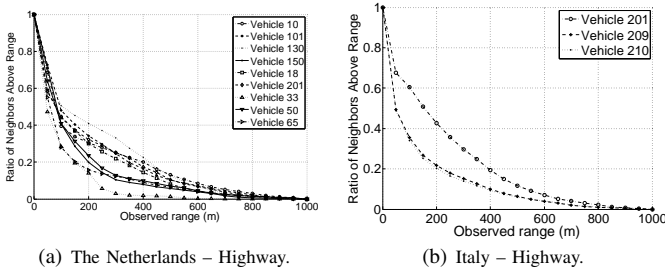 Ratio of Neighbors Above Range
1
0.8
0.6
0.4
0.2
0
0
200
400
600
800
1000
Observed range (m)
Vehicle 10
Vehicle 101
Vehicle 130
Vehicle 150
Vehicle 18
Vehicle 201
Vehicle 33
Vehicle 50
Vehicle 65
(a) The Netherlands – Highway.
Ratio of Neighbors Above Range
1
0.8
0.6
0.4
0.2
0
0
200
400
600
800
1000
Observed range (m)
Vehicle 201
Vehicle 209
Vehicle 210
(b) Italy – Highway.